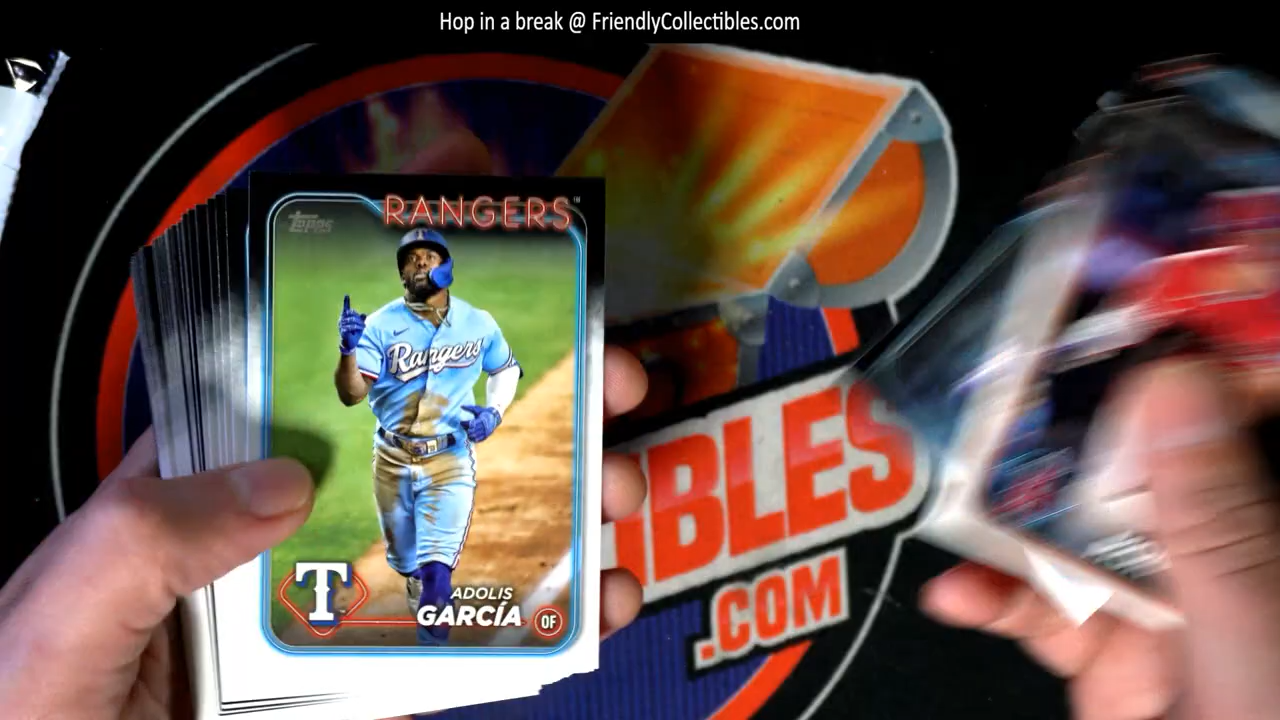 Hop in a break @ FriendlyCollectibles.com
RANGERS
Topps
Rangers
T
ADOLIS
GARCÍA
OF
IBLES
.COM